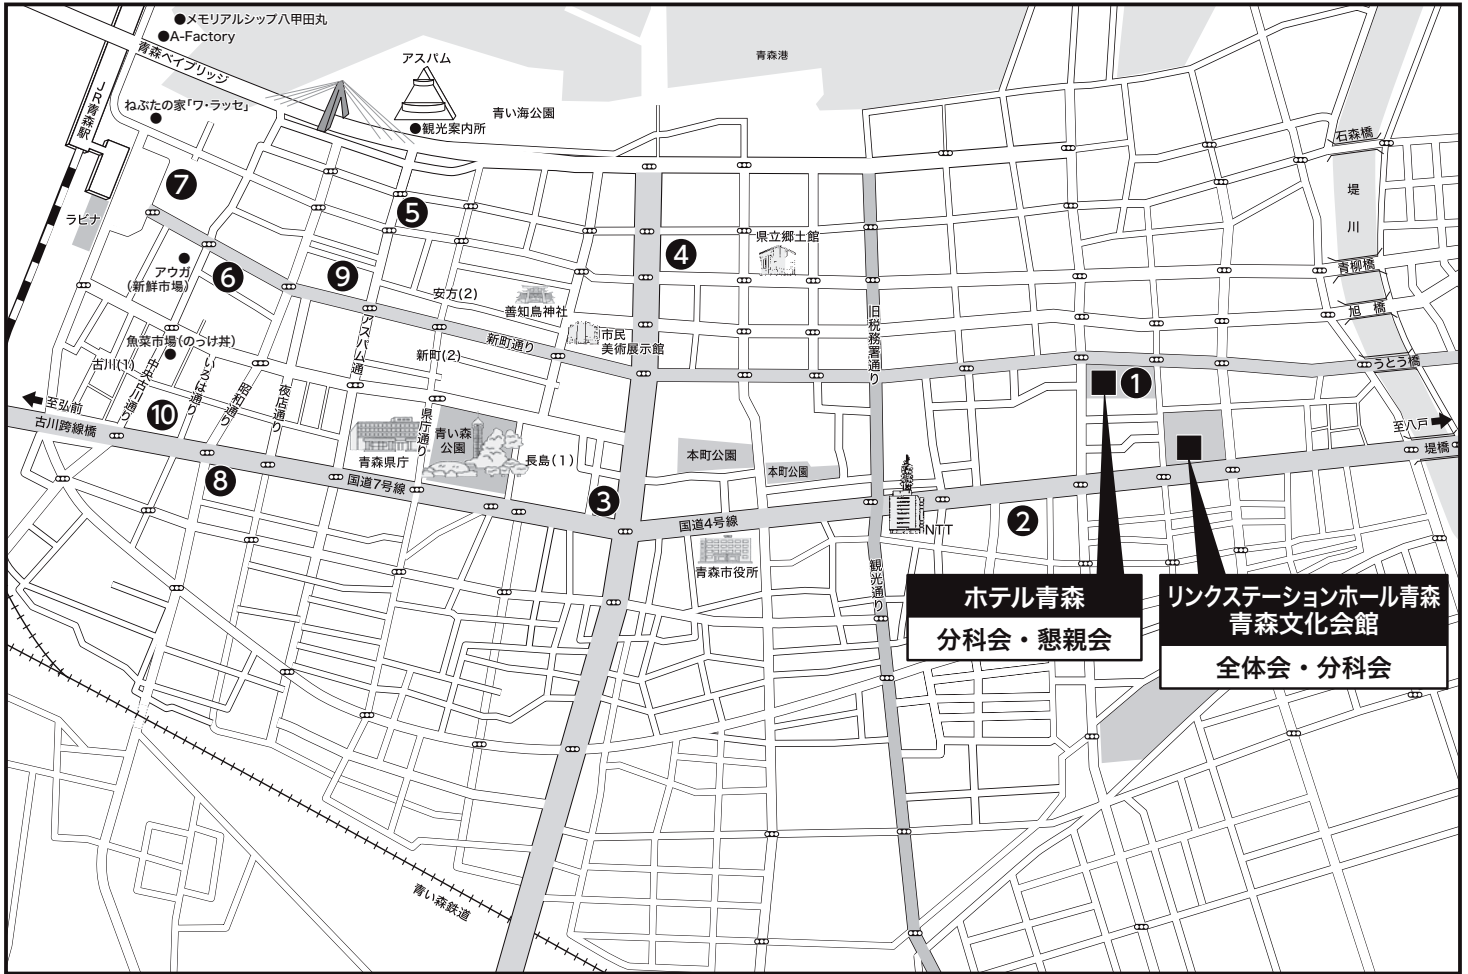 ●メモリアルシップ八甲田丸
●A-Factory
青森ベイブリッジ
JR青森駅
ねぶたの家「ワ・ラッセ」
アスパム
●観光案内所
青い海公園
青森港
石森橋
堤川
青柳橋
旭橋
うとう橋
至八戸
堤橋
ラビナ
❼
❺
❹
県立郷土館
アウガ
(新鮮市場)
❻
❾
安方(2)
善知鳥神社
市民
美術展示館
旧税務署通り
魚菜市場(のっけ丼)
古川(1)
中央古川通り
いろは通り
昭和通り
夜店通り
アスパム通
新町(2)
新町通り
県庁通り
至弘前
古川跨線橋
❿
❽
青森県庁
青い森
公園
長島(1)
国道7号線
❸
本町公園
本町公園
国道4号線
青森市役所
NTT
❷
❶
観光通り
ホテル青森
分科会・懇親会
リンクステーションホール青森
青森文化会館
全体会・分科会
青い森鉄道